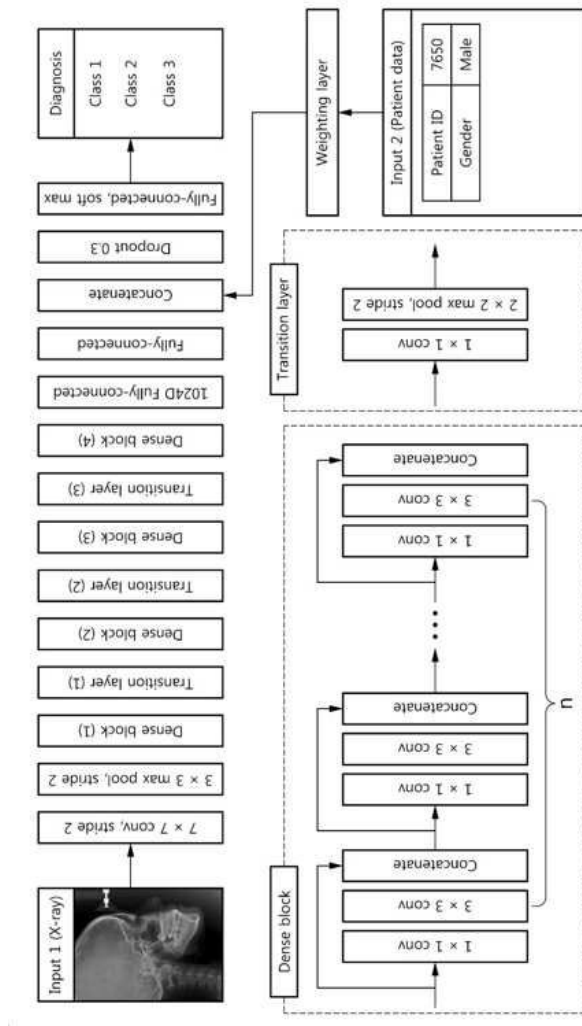 Input 1 (X-ray)
7 × 7 conv, stride 2
3 × 3 max pool, stride 2
Dense block (1)
Transition layer (1)
Dense block (2)
Transition layer (2)
Dense block (3)
Transition layer (3)
Dense block (4)
1024D Fully-connected
Fully-connected
Concatenate
Dropout 0.3
Fully-connected, soft max
Diagnosis
Class 1
Class 2
Class 3
Dense block
1 × 1 conv
3 × 3 conv
Concatenate
1 × 1 conv
3 × 3 conv
Concatenate
1 × 1 conv
3 × 3 conv
Concatenate
n
Transition layer
1 × 1 conv
2 × 2 max pool, stride 2
Weighting layer
Input 2 (Patient data)
Patient ID 7650
Gender Male